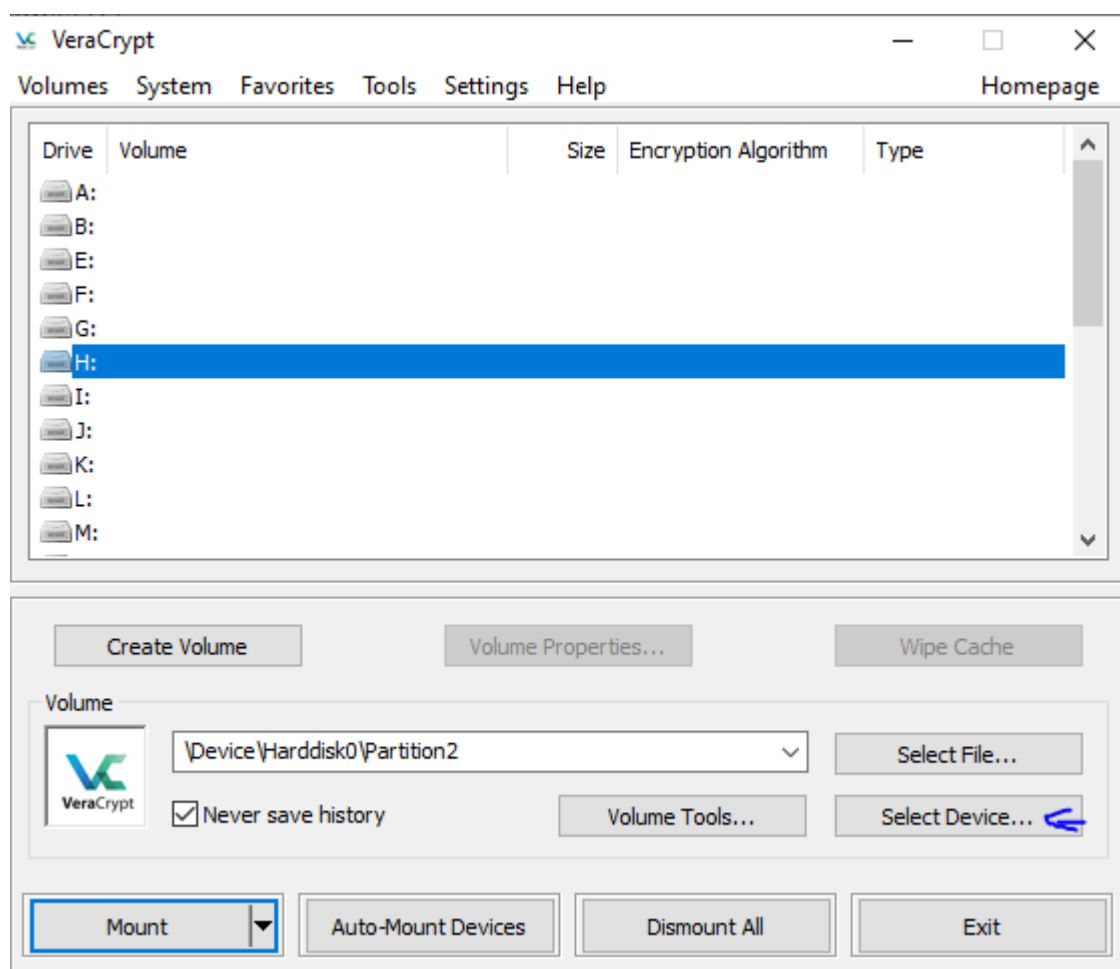 VeraCrypt
Volumes System Favorites Tools Settings Help Homepage
Drive Volume Size Encryption Algorithm Type
A:
B:
E:
F:
G:
H:
I:
J:
K:
L:
M:
Create Volume Volume Properties... Wipe Cache
Volume
\Device\Harddisk0\Partition2 Select File...
VeraCrypt
Never save history Volume Tools... Select Device...
Mount Auto-Mount Devices Dismount All Exit